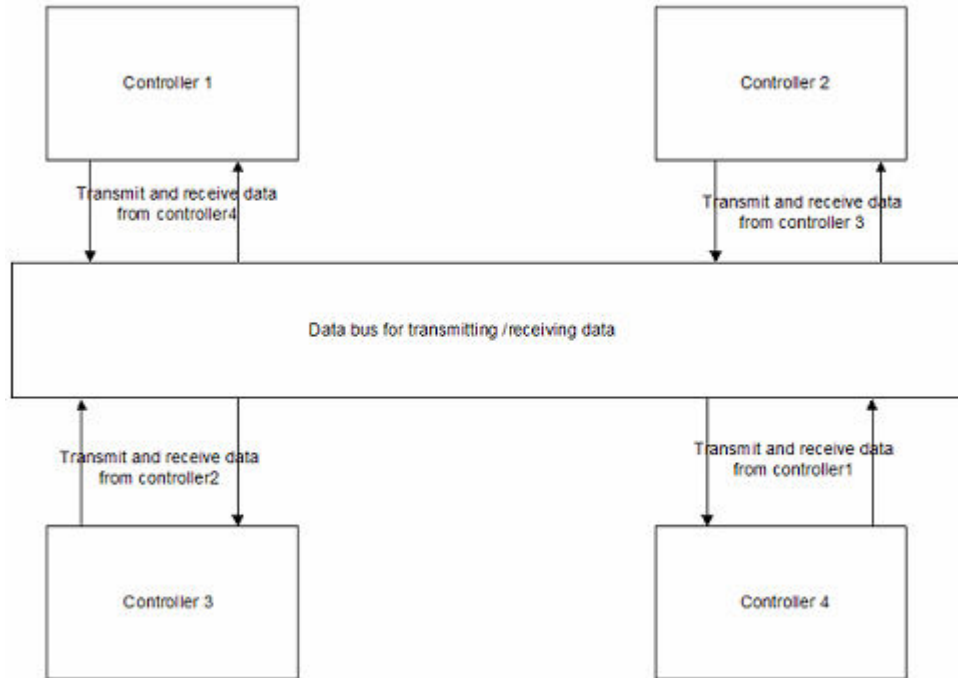 Controller 1
Controller 2
Transmit and receive data
from controller4
Transmit and receive data
from controller 3
Data bus for transmitting /receiving data
Transmit and receive data
from controller2
Transmit and receive data
from controller1
Controller 3
Controller 4